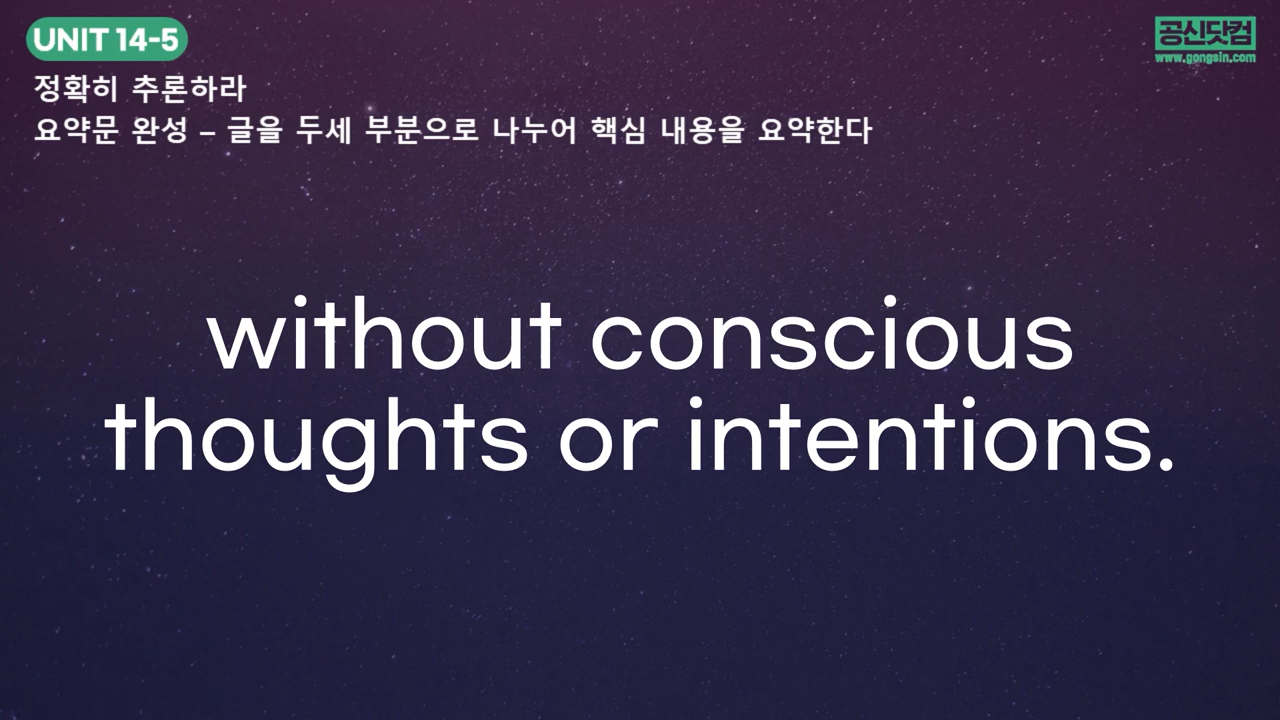 UNIT 14-5
공신닷컴
www.gongsin.com
정확히 추론하라
요약문 완성 – 글을 두세 부분으로 나누어 핵심 내용을 요약한다
without conscious
thoughts or intentions.